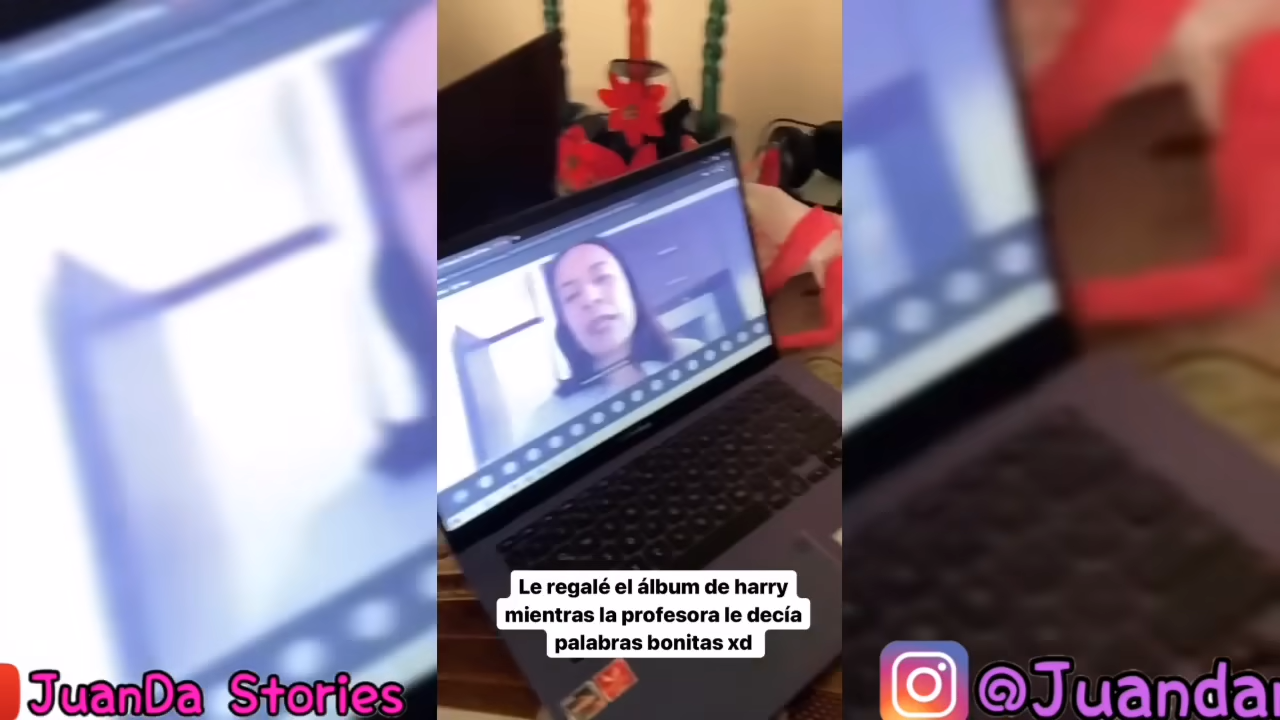 Le regalé el álbum de harry
mientras la profesora le decía
palabras bonitas xd
JuanDa Stories
@Juandar